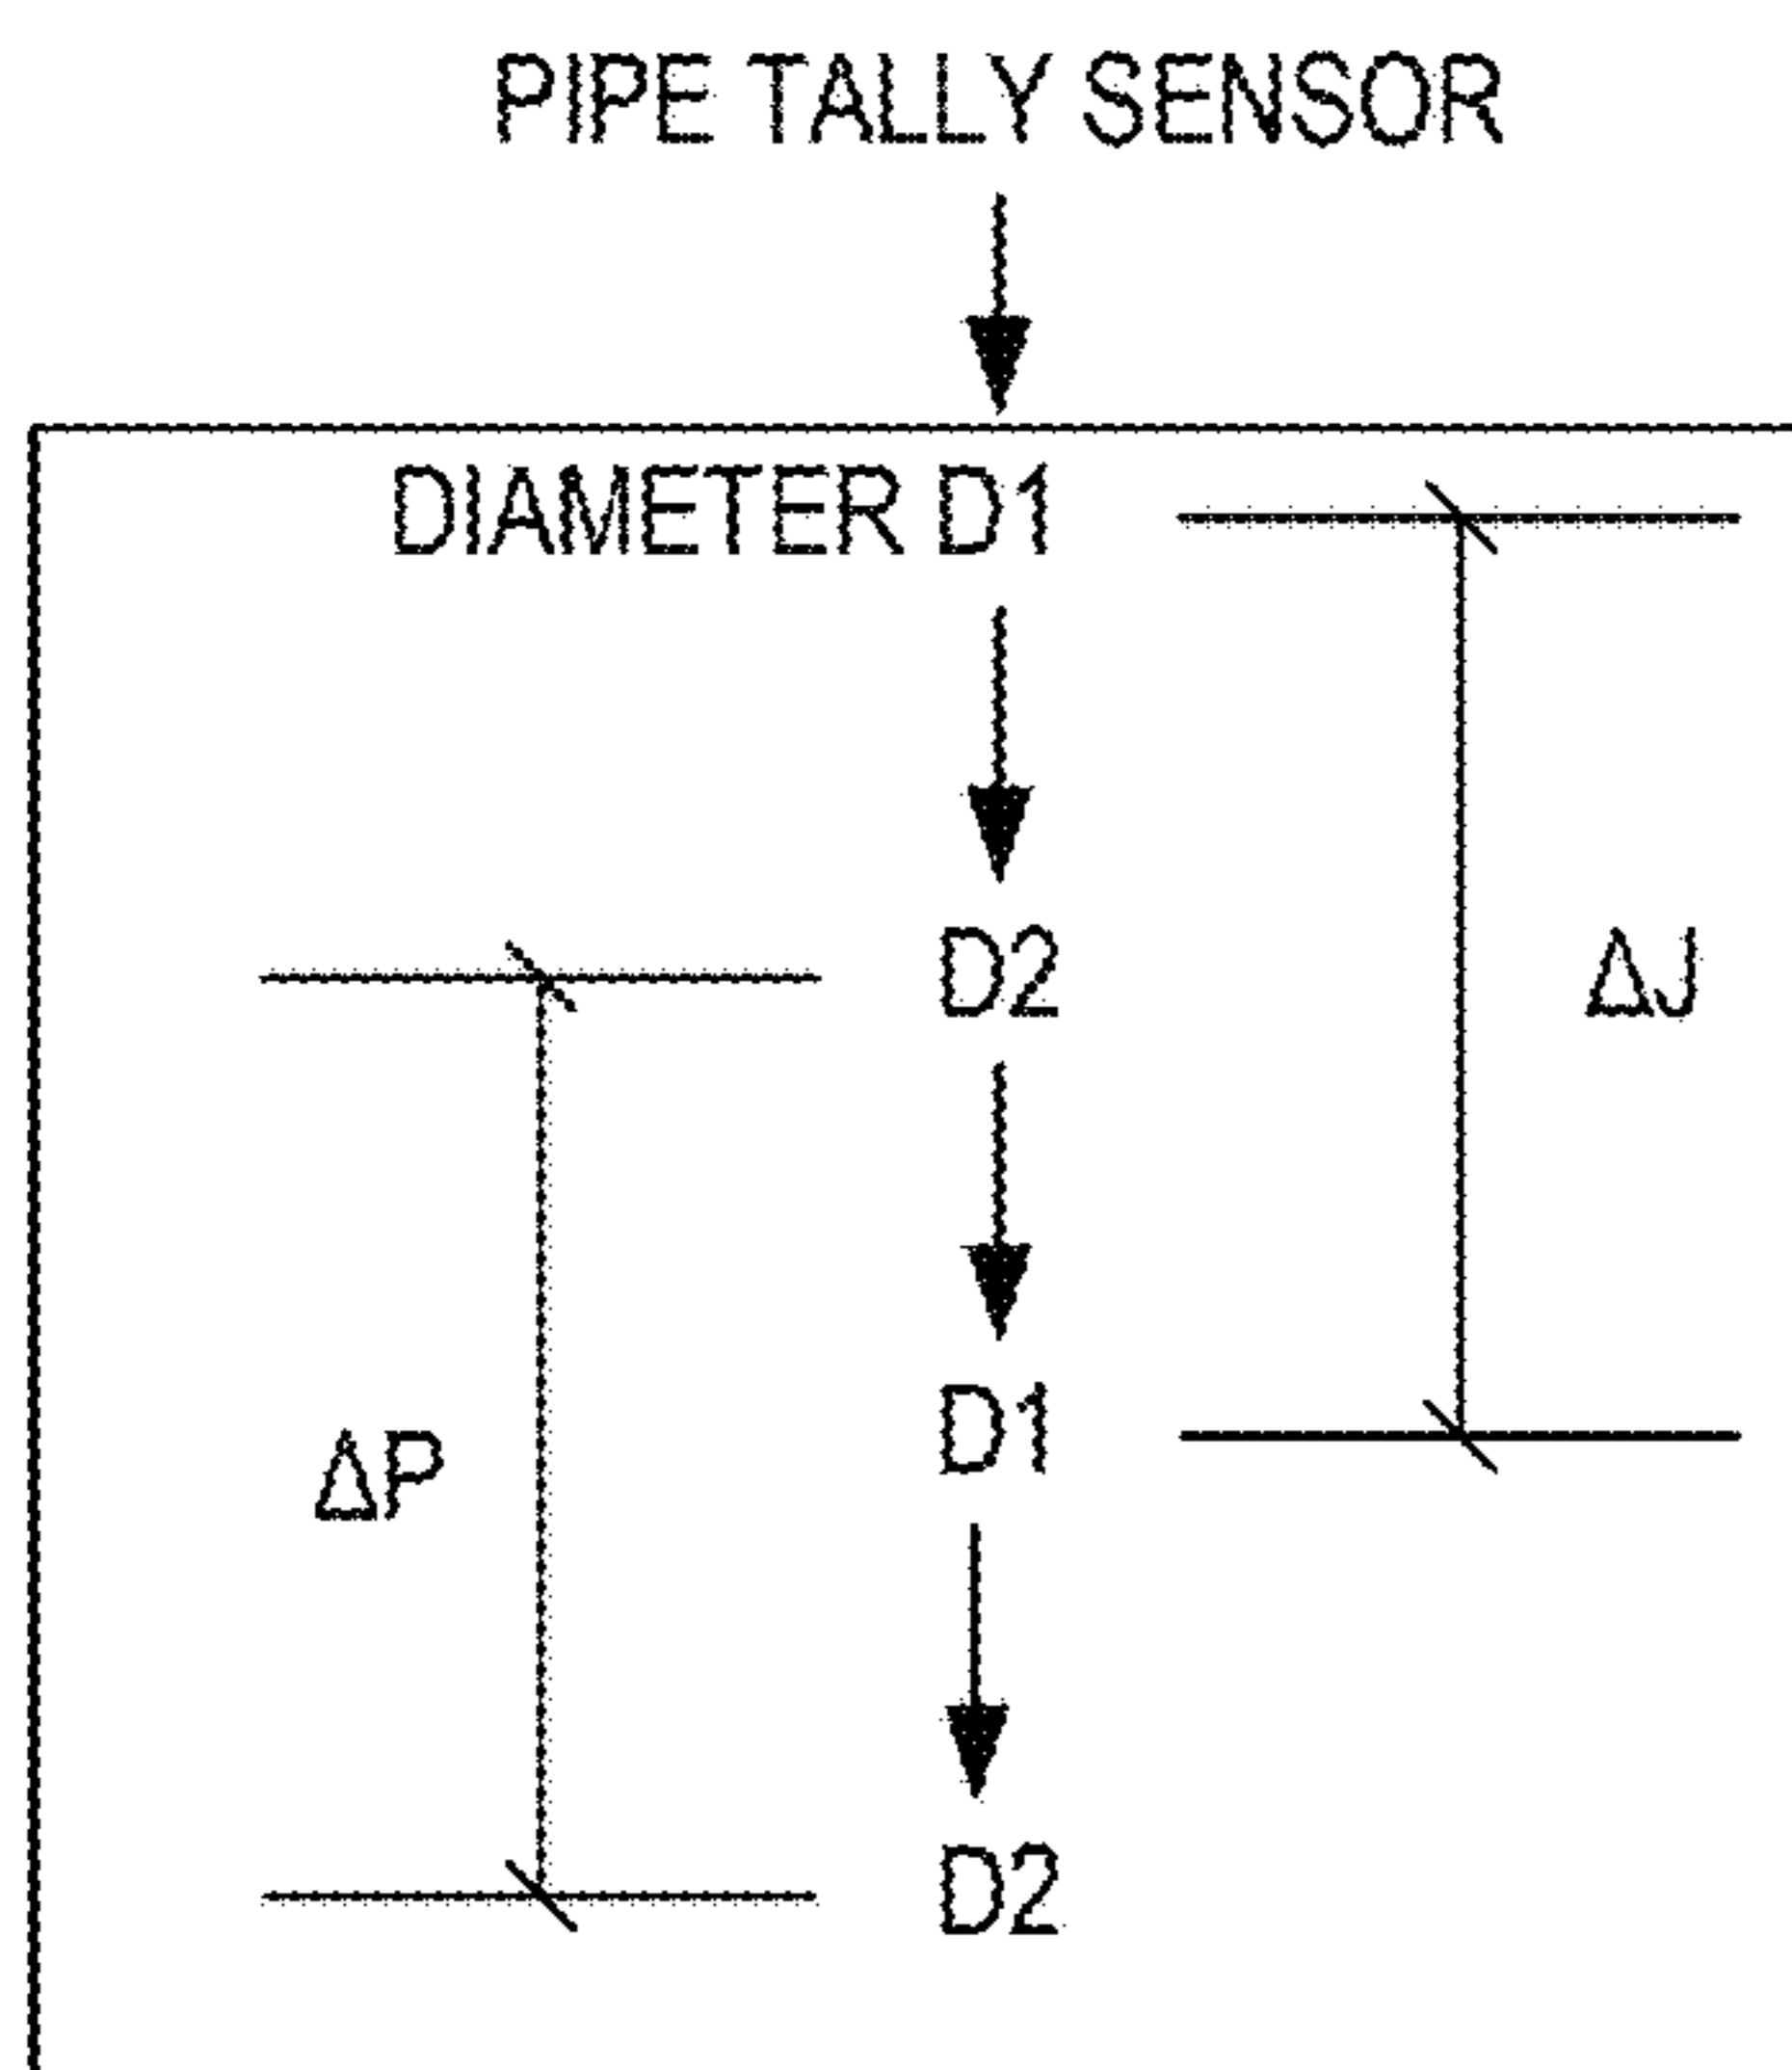 PIPE TALLY SENSOR
DIAMETER D1
D2
ΔJ
D1
ΔP
D2